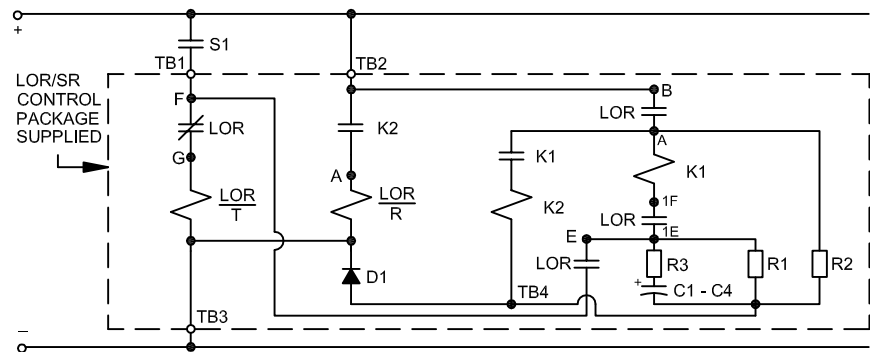 +
S1
TB1
TB2
LOR/SR
CONTROL
PACKAGE
SUPPLIED
F
B
LOR
LOR
K2
A
K1
G
A
K1
LOR
T
LOR
R
K2
1F
LOR
1E
E
LOR
R3
R1
R2
D1
+
C1 - C4
TB4
TB3
–